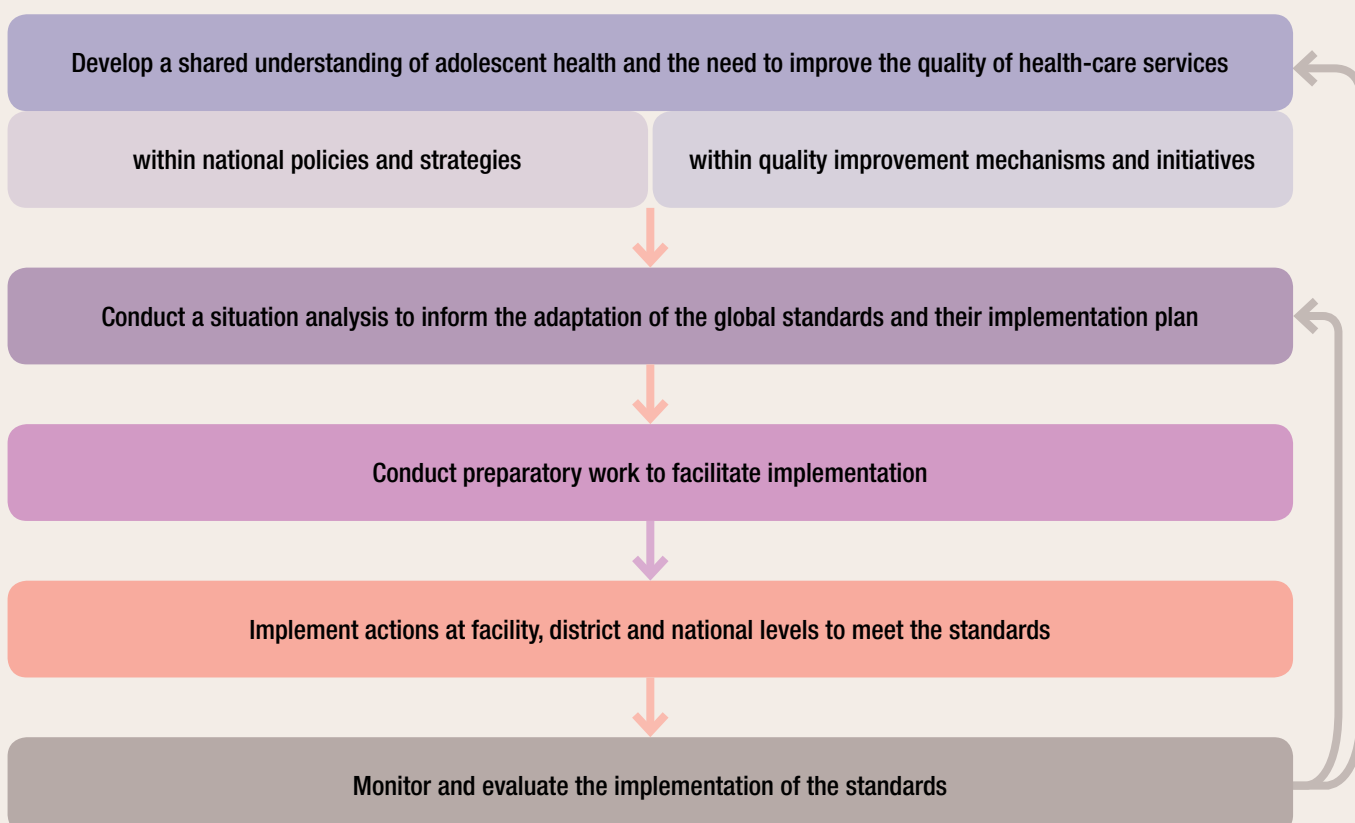 Develop a shared understanding of adolescent health and the need to improve the quality of health-care services
within national policies and strategies
within quality improvement mechanisms and initiatives
Conduct a situation analysis to inform the adaptation of the global standards and their implementation plan
Conduct preparatory work to facilitate implementation
Implement actions at facility, district and national levels to meet the standards
Monitor and evaluate the implementation of the standards